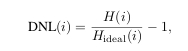 DNL(i) = H(i) / H_ideal(i) − 1,